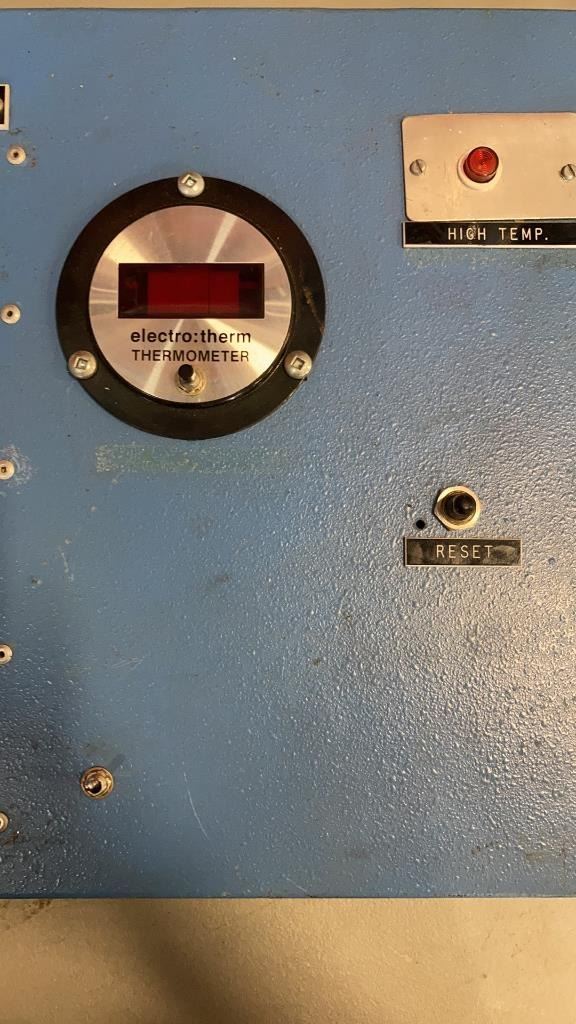 HIGH TEMP.
electro:therm
THERMOMETER
RESET